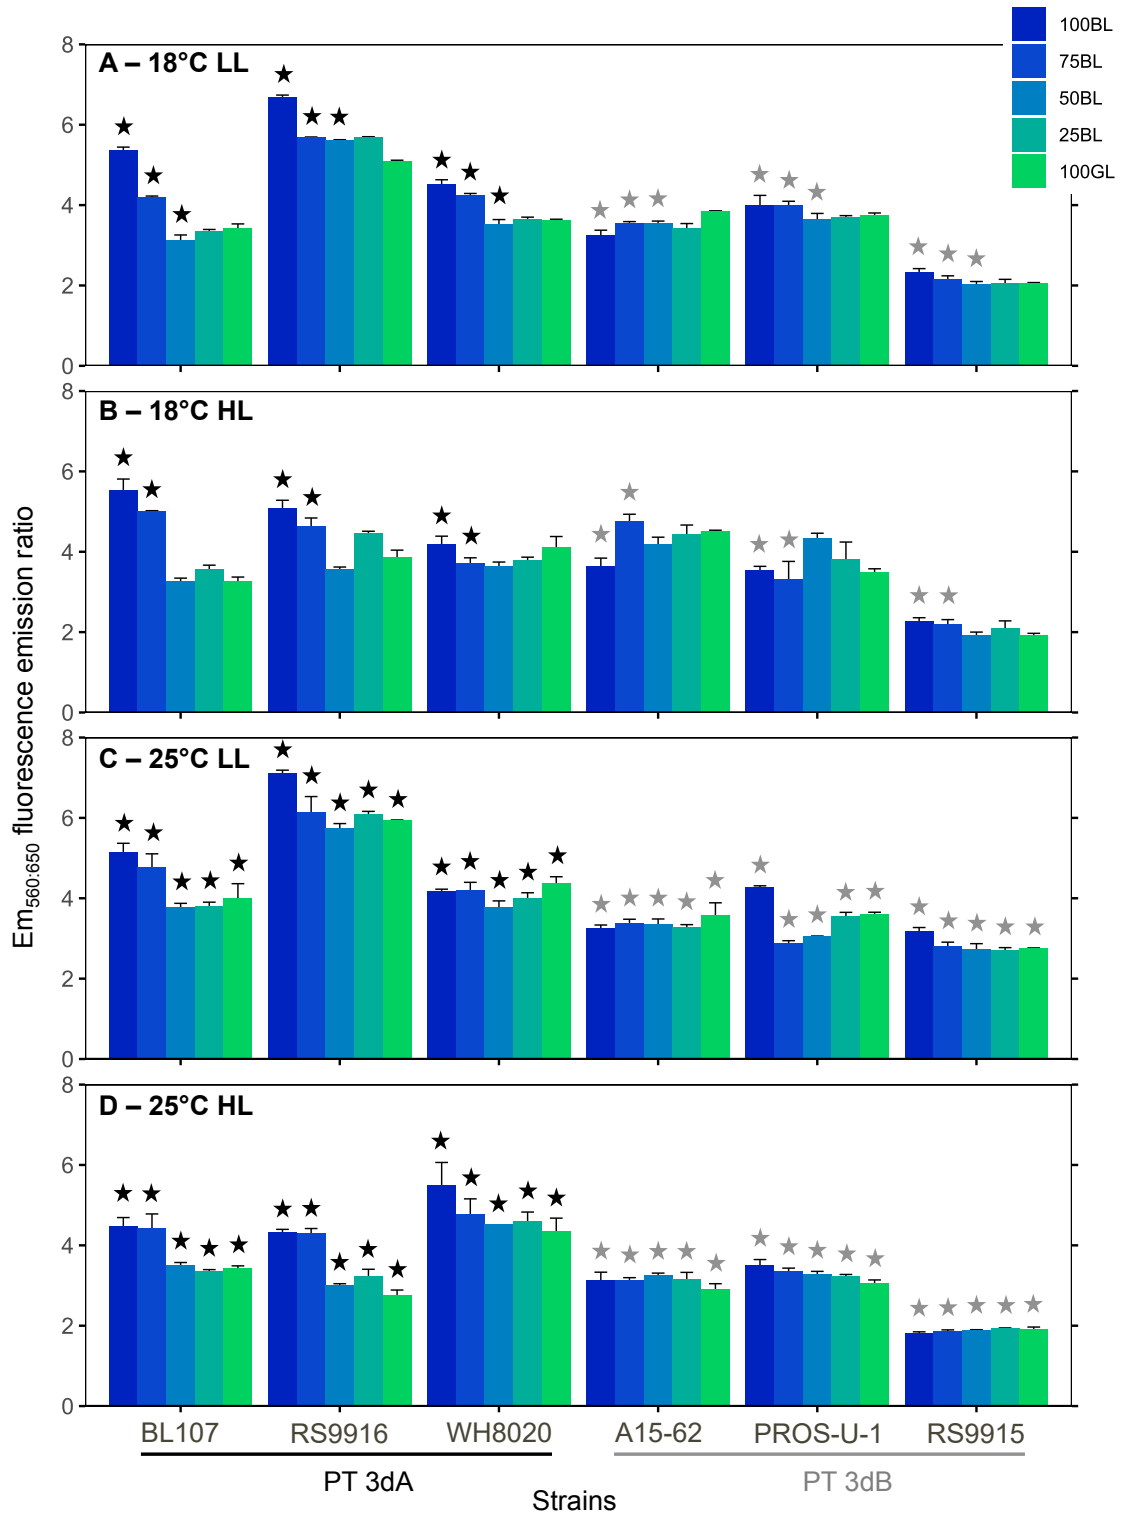 100BL
75BL
50BL
25BL
100GL
Em560:650 fluorescence emission ratio
A – 18°C LL
8
6
4
2
0
B – 18°C HL
8
6
4
2
0
C – 25°C LL
8
6
4
2
0
D – 25°C HL
8
6
4
2
0
BL107 RS9916 WH8020 A15-62 PROS-U-1 RS9915
PT 3dA PT 3dB
Strains